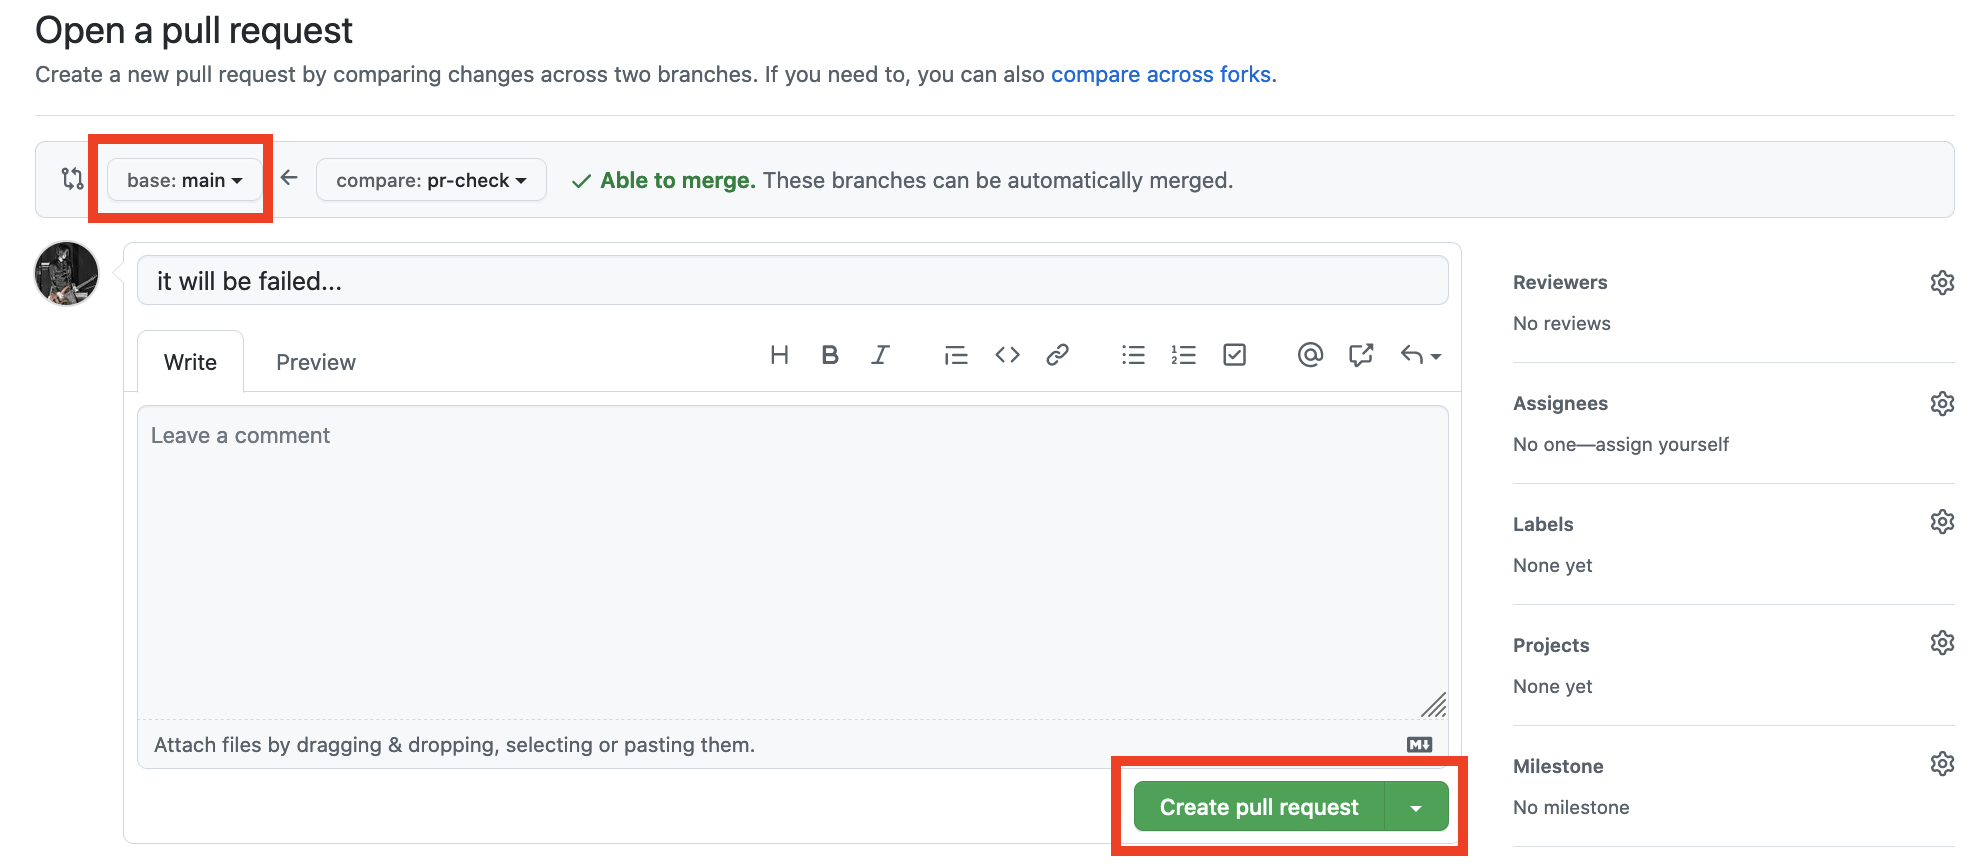 Open a pull request
Create a new pull request by comparing changes across two branches. If you need to, you can also compare across forks.
base: main
compare: pr-check
Able to merge. These branches can be automatically merged.
it will be failed...
Write
Preview
Leave a comment
Attach files by dragging & dropping, selecting or pasting them.
Create pull request
Reviewers
No reviews
Assignees
No one—assign yourself
Labels
None yet
Projects
None yet
Milestone
No milestone